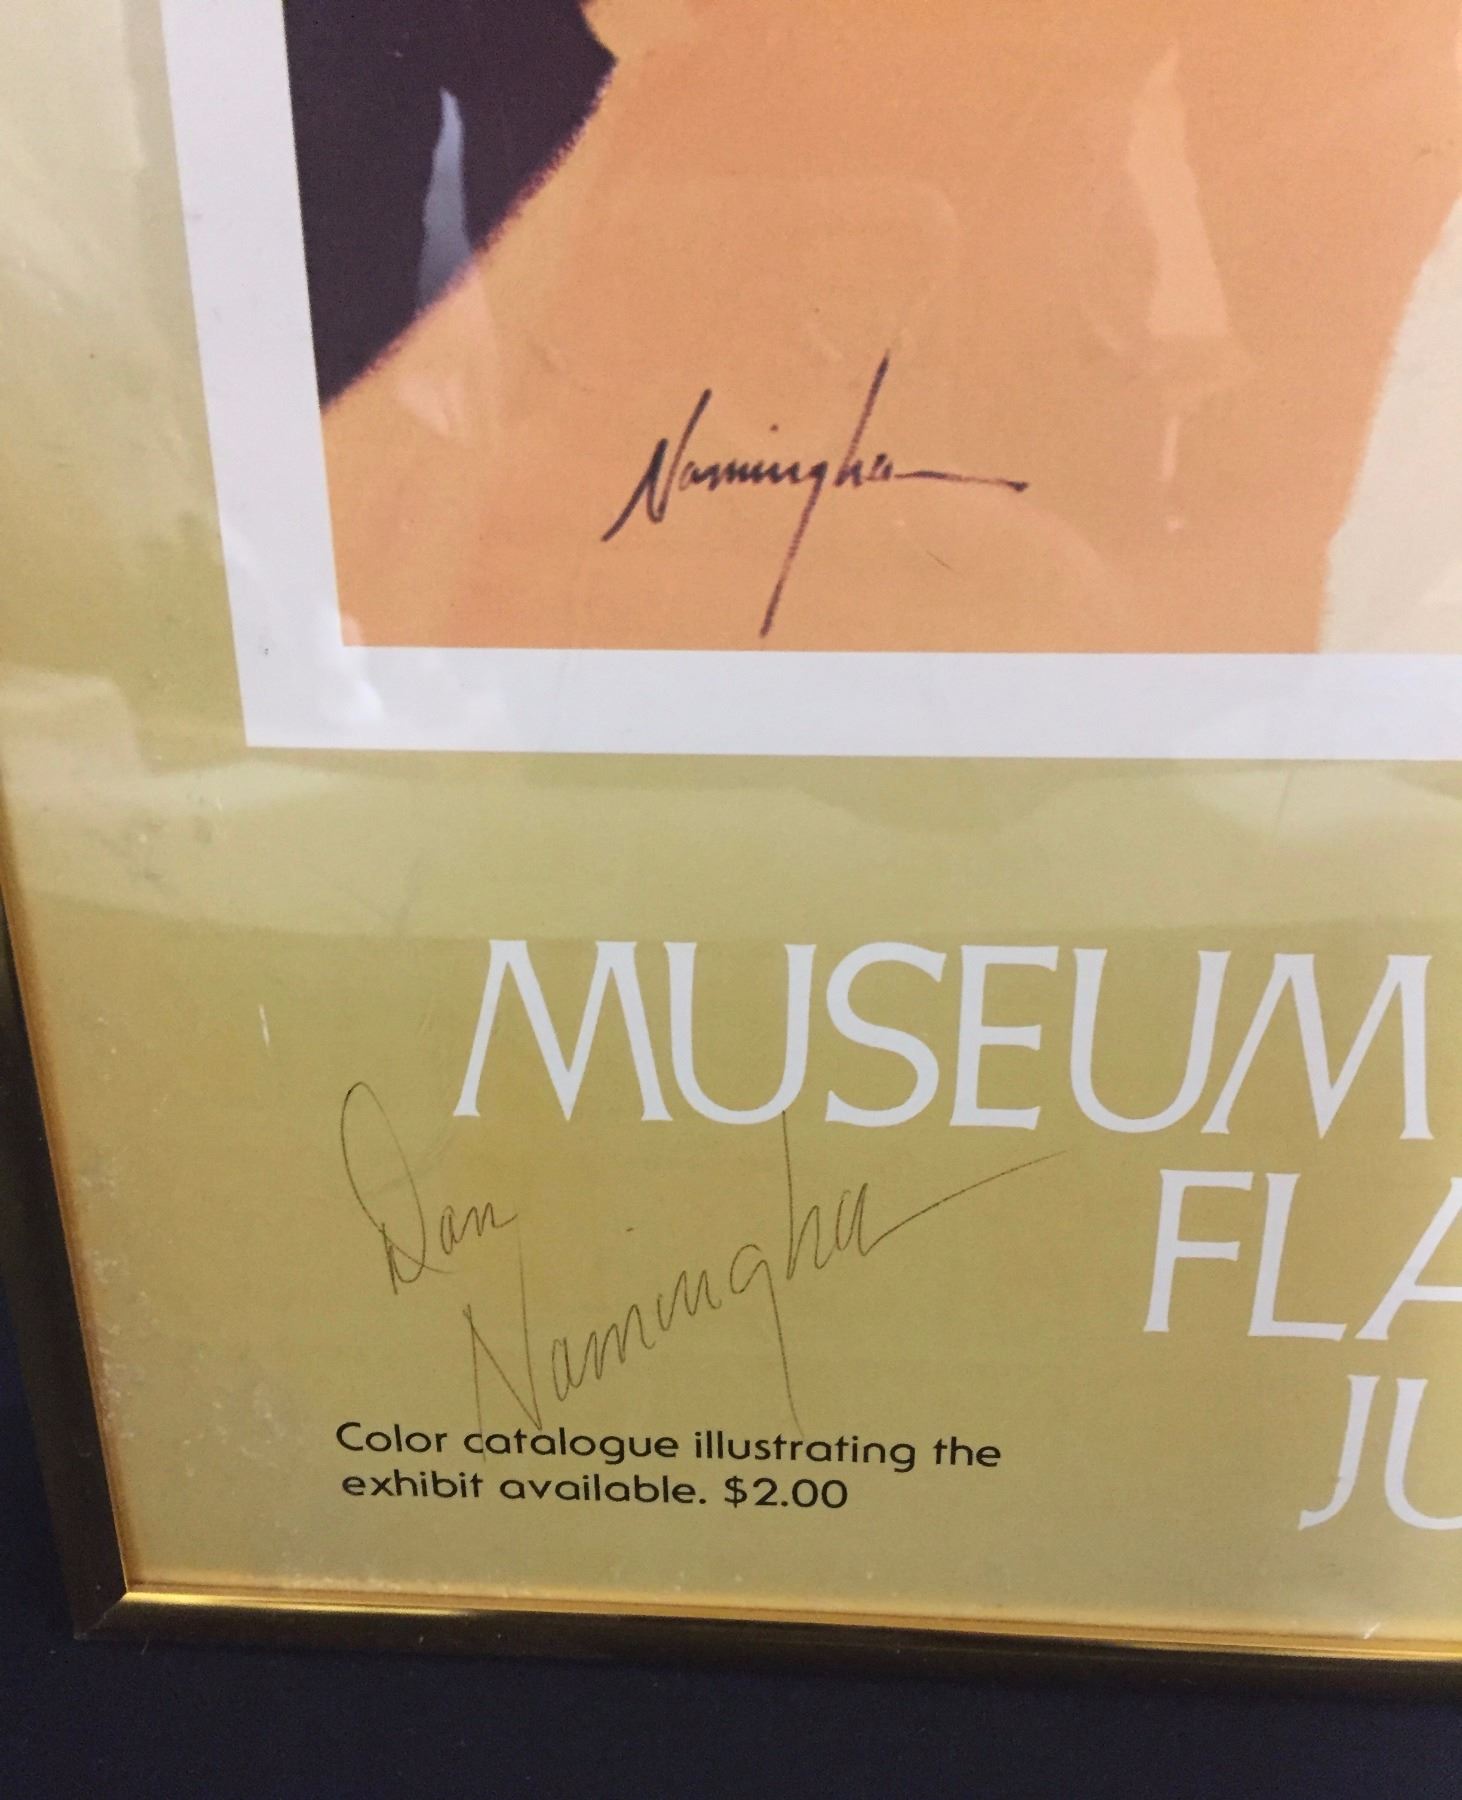 Namingha
MUSEUM
FLA
JU
Dan
Namingha
Color catalogue illustrating the
exhibit available. $2.00